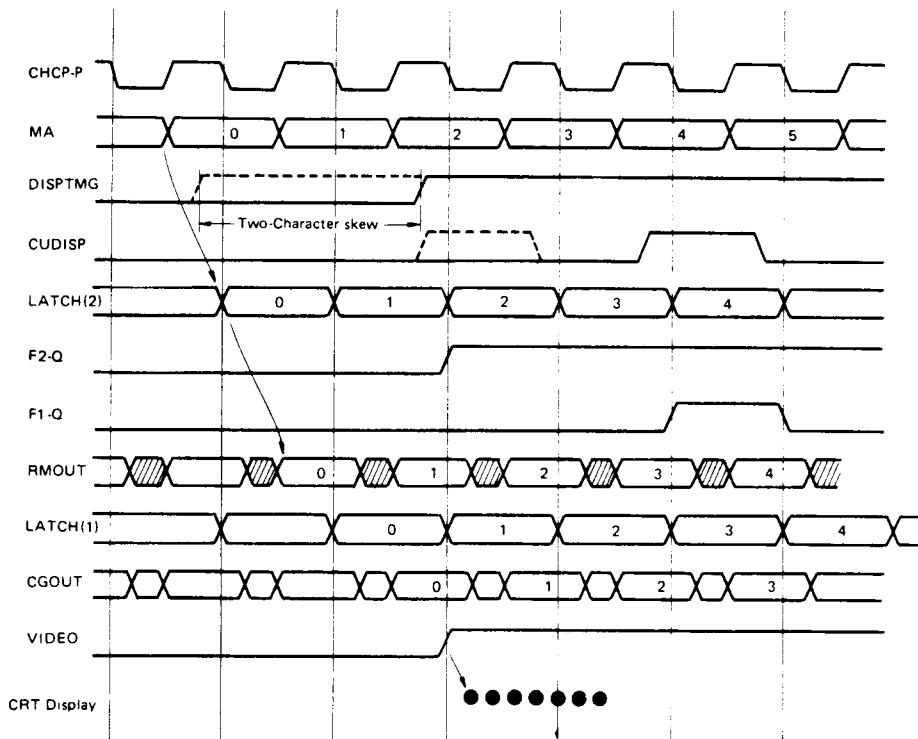 CHCP-P
MA 0 1 2 3 4 5
DISPTMG
Two-Character skew
CUDISP
LATCH(2) 0 1 2 3 4
F2-Q
F1-Q
RMOUT 0 1 2 3 4
LATCH(1) 0 1 2 3 4
CGOUT 0 1 2 3
VIDEO
CRT Display